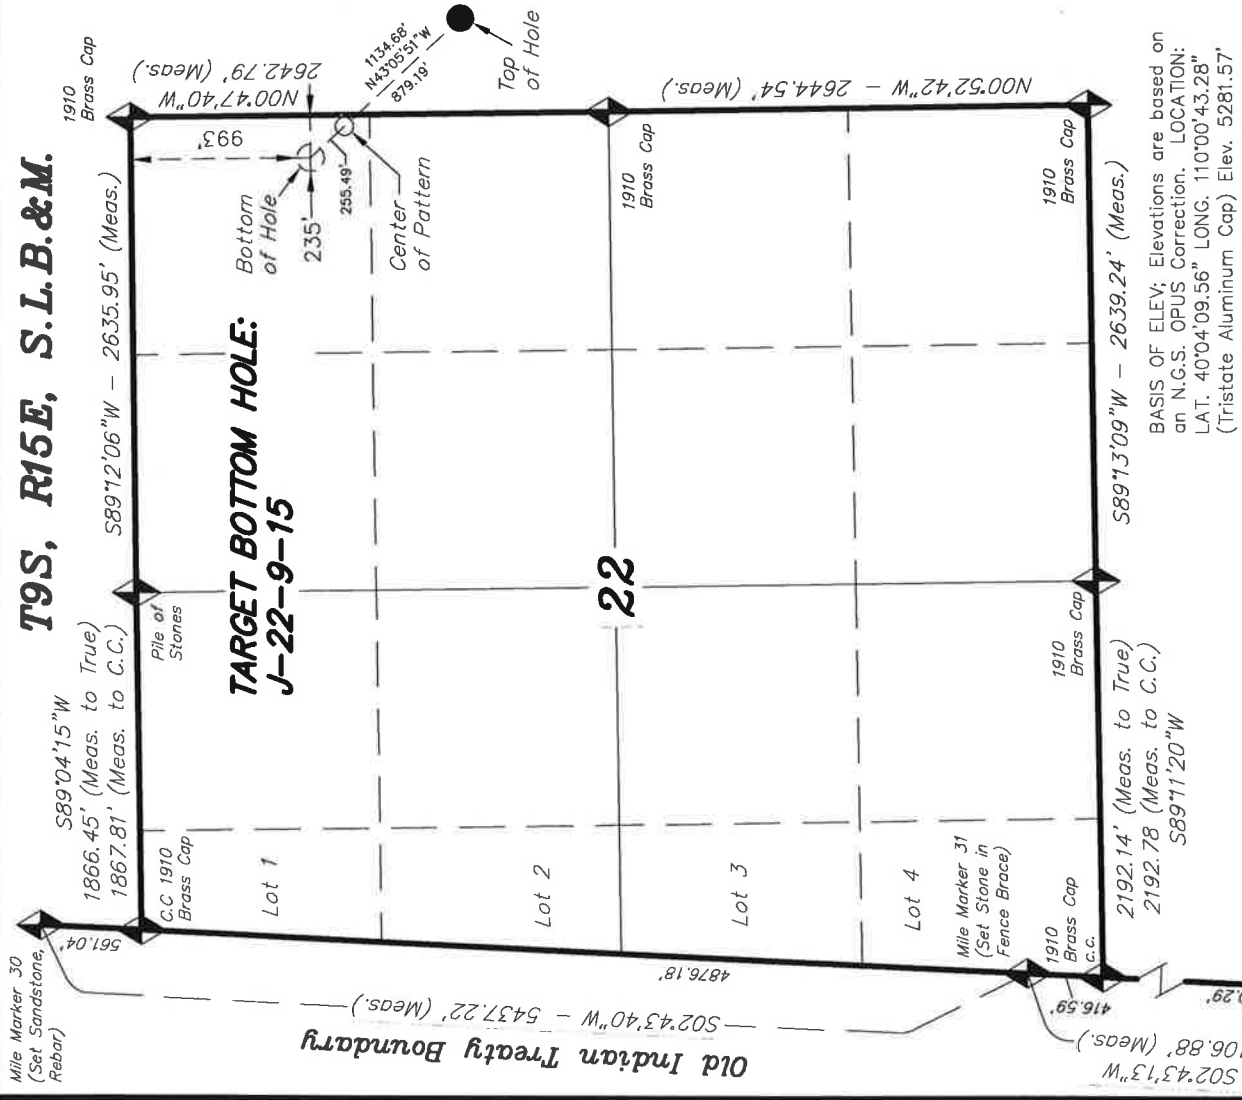 T9S, R15E, S.L.B.&M.
Mile Marker 30
(Set Sandstone,
Rebar)
561.04'
S89°04'15"W
1866.45' (Meas. to True)
1867.81' (Meas. to C.C.)
S89°12'06"W – 2635.95' (Meas.)
1910
Brass Cap
C.C 1910
Brass Cap
Pile of
Stones
N00°47'40"W
2642.79' (Meas.)
993'
TARGET BOTTOM HOLE:
J–22–9–15
Bottom
of Hole
235'
255.49'
Center
of Pattern
1134.68'
N43°05'51"W
879.19'
Top Hole
of Hole
Lot 1
Lot 2
Lot 3
Lot 4
22
1910
Brass Cap
N00°52'42"W – 2644.54' (Meas.)
1910
Brass Cap
1910
Brass Cap
Mile Marker 31
(Set Stone in
Fence Brace)
1910
Brass Cap
c.c.
4876.18'
S02°43'40"W – 5437.22' (Meas.)
Old Indian Treaty Boundary
416.59'
S02°43'13"W
06.88' (Meas.)
.29'
2192.14' (Meas. to True)
2192.78 (Meas. to C.C.)
S89°11'20"W
S89°13'09"W – 2639.24' (Meas.)
BASIS OF ELEV; Elevations are based on
an N.G.S. OPUS Correction. LOCATION:
LAT. 40°04'09.56" LONG. 110°00'43.28"
(Tristate Aluminum Cap) Elev. 5281.57'